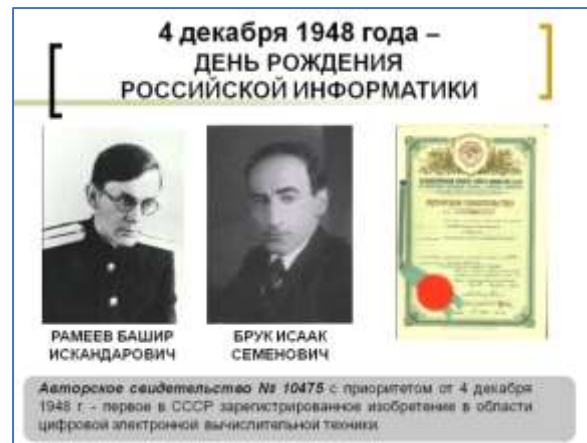 4 декабря 1948 года –
ДЕНЬ РОЖДЕНИЯ
РОССИЙСКОЙ ИНФОРМАТИКИ
РАМЕЕВ БАШИР
ИСКАНДАРОВИЧ
БРУК ИСААК
СЕМЕНОВИЧ
Авторское свидетельство № 10475 с приоритетом от 4 декабря
1948 г - первое в СССР зарегистрированное изобретение в области
цифровой электронной вычислительной техники